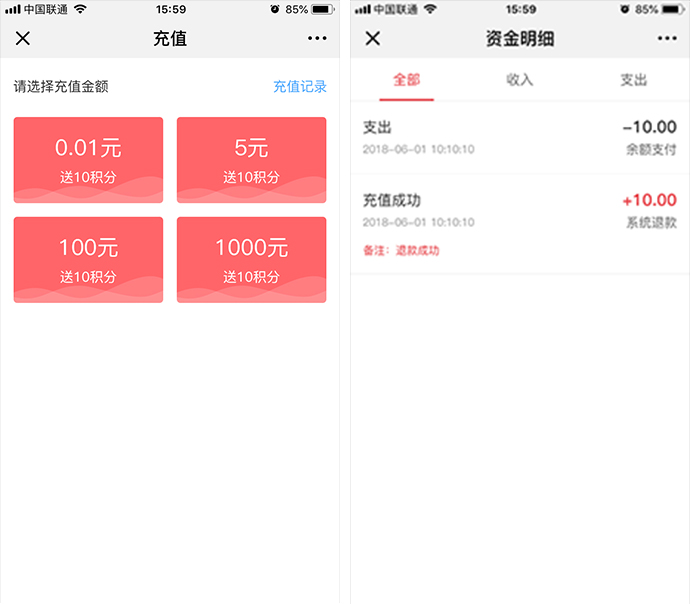 中国联通 15:59 85%
充值
请选择充值金额 充值记录
0.01元 5元
送10积分 送10积分
100元 1000元
送10积分 送10积分
中国联通 15:59 85%
资金明细
全部 收入 支出
支出 -10.00
2018-06-01 10:10:10 余额支付
充值成功 +10.00
2018-06-01 10:10:10 系统退款
备注：退款成功